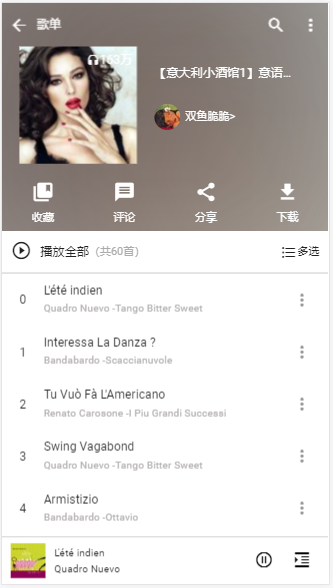 歌单
153万
【意大利小酒馆1】意语...
双鱼脆脆>
收藏 评论 分享 下载
播放全部 (共60首) 多选
0 L'été indien
Quadro Nuevo -Tango Bitter Sweet
1 Interessa La Danza ?
Bandabardo -Scaccianuvole
2 Tu Vuò Fà L'Americano
Renato Carosone -I Piu Grandi Successi
3 Swing Vagabond
Quadro Nuevo -Tango Bitter Sweet
4 Armistizio
Bandabardo -Ottavio
L'été indien
Quadro Nuevo